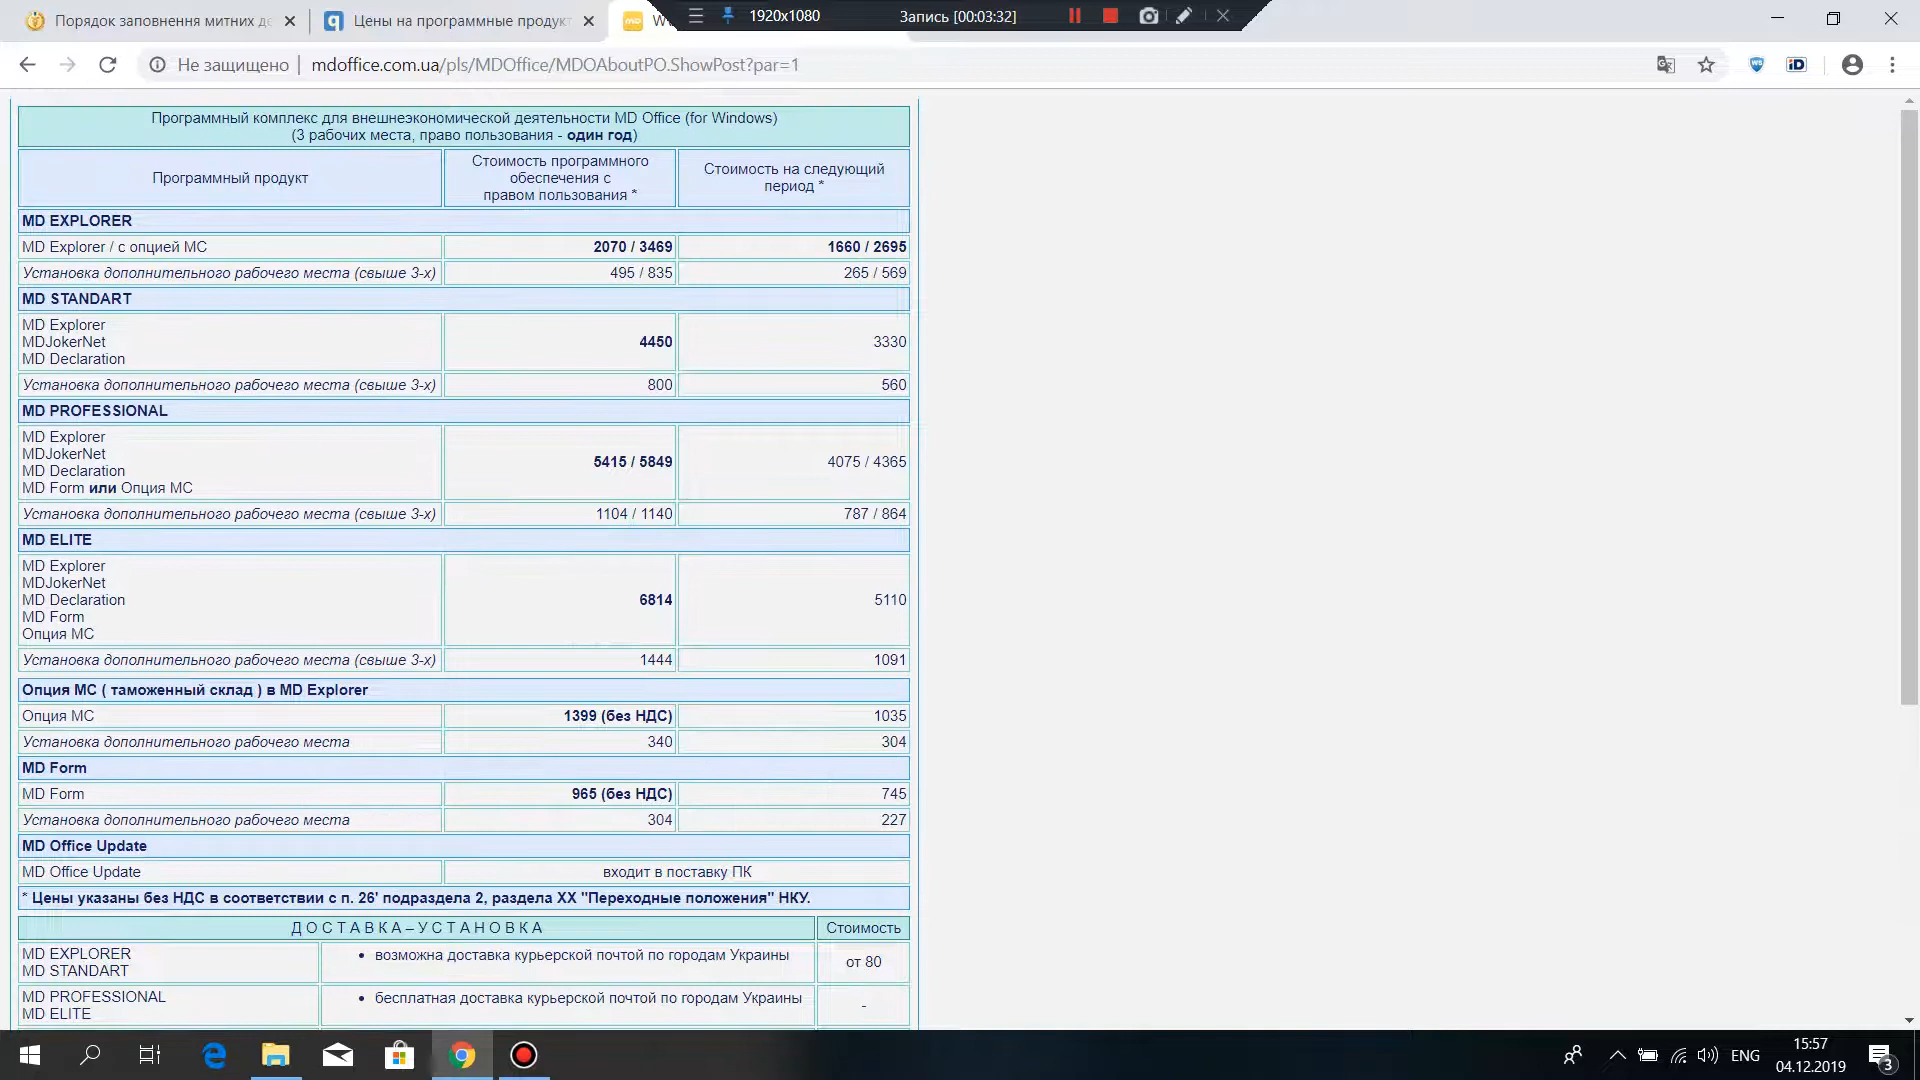 Порядок заповнення митних де
Цены на программные продукт
1920x1080
Запись [00:03:32]
Не защищено
mdoffice.com.ua/pls/MDOffice/MDOAboutPO.ShowPost?par=1
Программный комплекс для внешнеэкономической деятельности MD Office (for Windows)
(3 рабочих места, право пользования - один год)
Программный продукт
Стоимость программного
обеспечения с
правом пользования *
Стоимость на следующий
период *
MD EXPLORER
MD Explorer / с опцией МС 2070 / 3469 1660 / 2695
Установка дополнительного рабочего места (свыше 3-х) 495 / 835 265 / 569
MD STANDART
MD Explorer
MDJokerNet 4450 3330
MD Declaration
Установка дополнительного рабочего места (свыше 3-х) 800 560
MD PROFESSIONAL
MD Explorer
MDJokerNet
5415 / 5849 4075 / 4365
MD Declaration
MD Form или Опция МС
Установка дополнительного рабочего места (свыше 3-х) 1104 / 1140 787 / 864
MD ELITE
MD Explorer
MDJokerNet
MD Declaration 6814 5110
MD Form
Опция МС
Установка дополнительного рабочего места (свыше 3-х) 1444 1091
Опция МС ( таможенный склад ) в MD Explorer
Опция МС 1399 (без НДС) 1035
Установка дополнительного рабочего места 340 304
MD Form
MD Form 965 (без НДС) 745
Установка дополнительного рабочего места 304 227
MD Office Update
MD Office Update входит в поставку ПК
* Цены указаны без НДС в соответствии с п. 26' подраздела 2, раздела XX "Переходные положения" НКУ.
ДОСТАВКА–УСТАНОВКА Стоимость
MD EXPLORER
MD STANDART
• возможна доставка курьерской почтой по городам Украины
от 80
MD PROFESSIONAL
MD ELITE
• бесплатная доставка курьерской почтой по городам Украины
-
ENG
15:57
04.12.2019
3